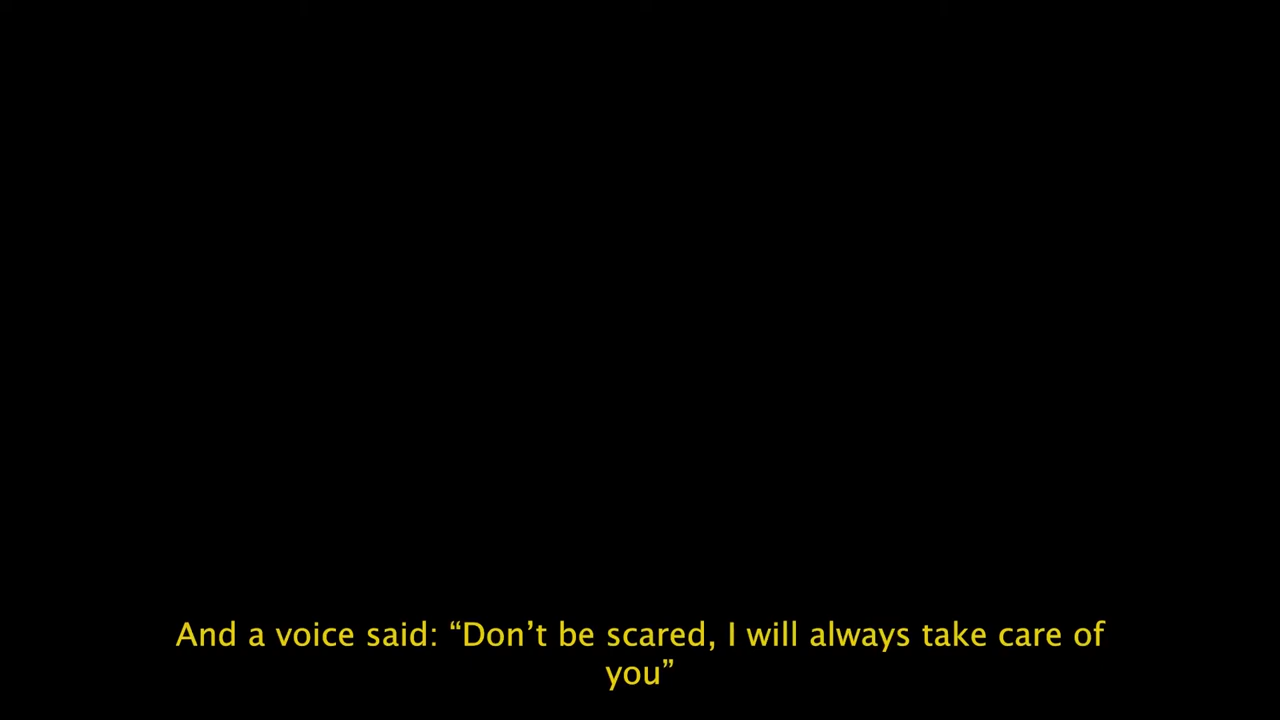 And a voice said: “Don’t be scared, I will always take care of
you”